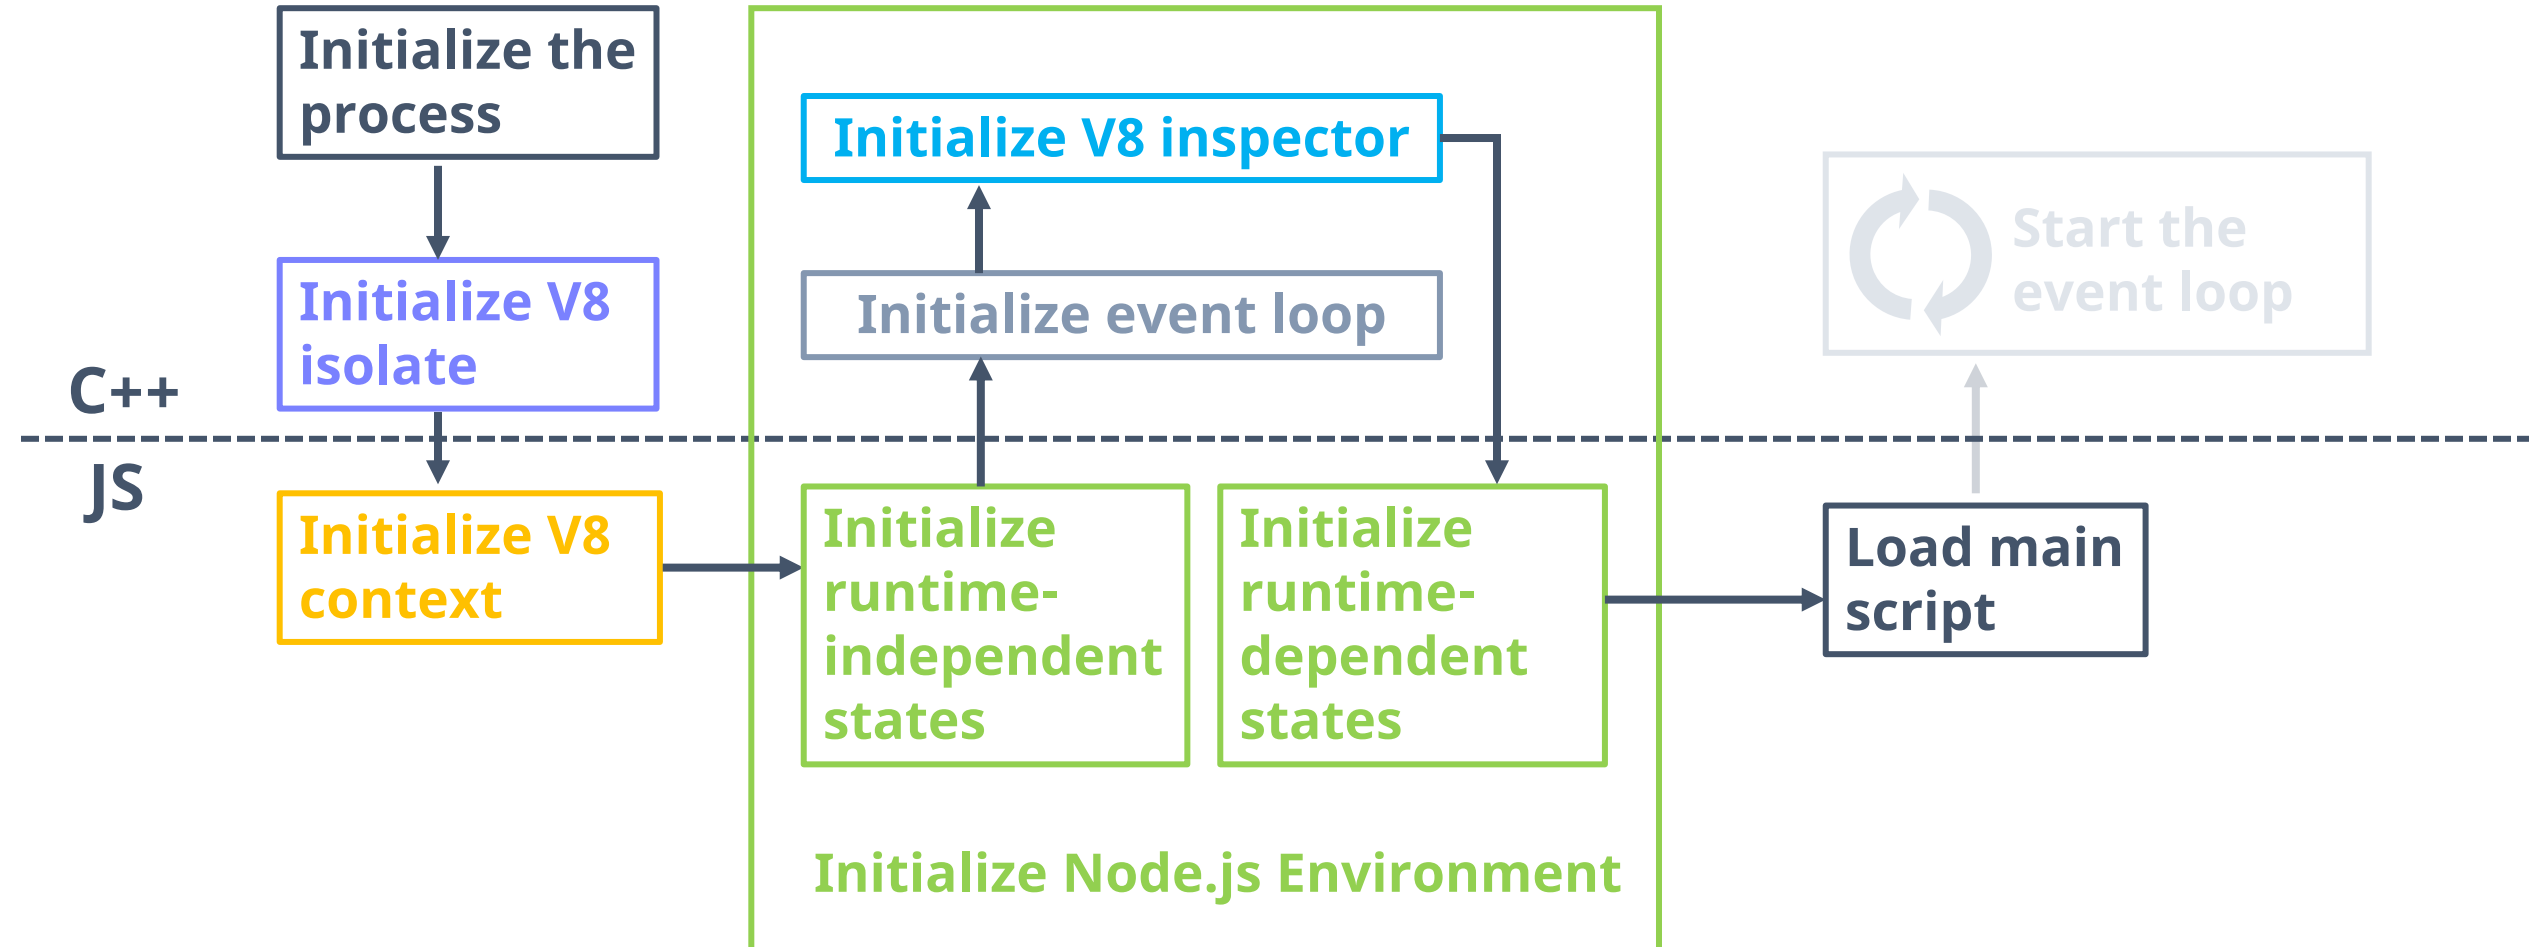 Initialize the
process
Initialize V8
isolate
C++
JS
Initialize V8
context
Initialize V8 inspector
Initialize event loop
Initialize
runtime-
independent
states
Initialize
runtime-
dependent
states
Initialize Node.js Environment
Start the
event loop
Load main
script